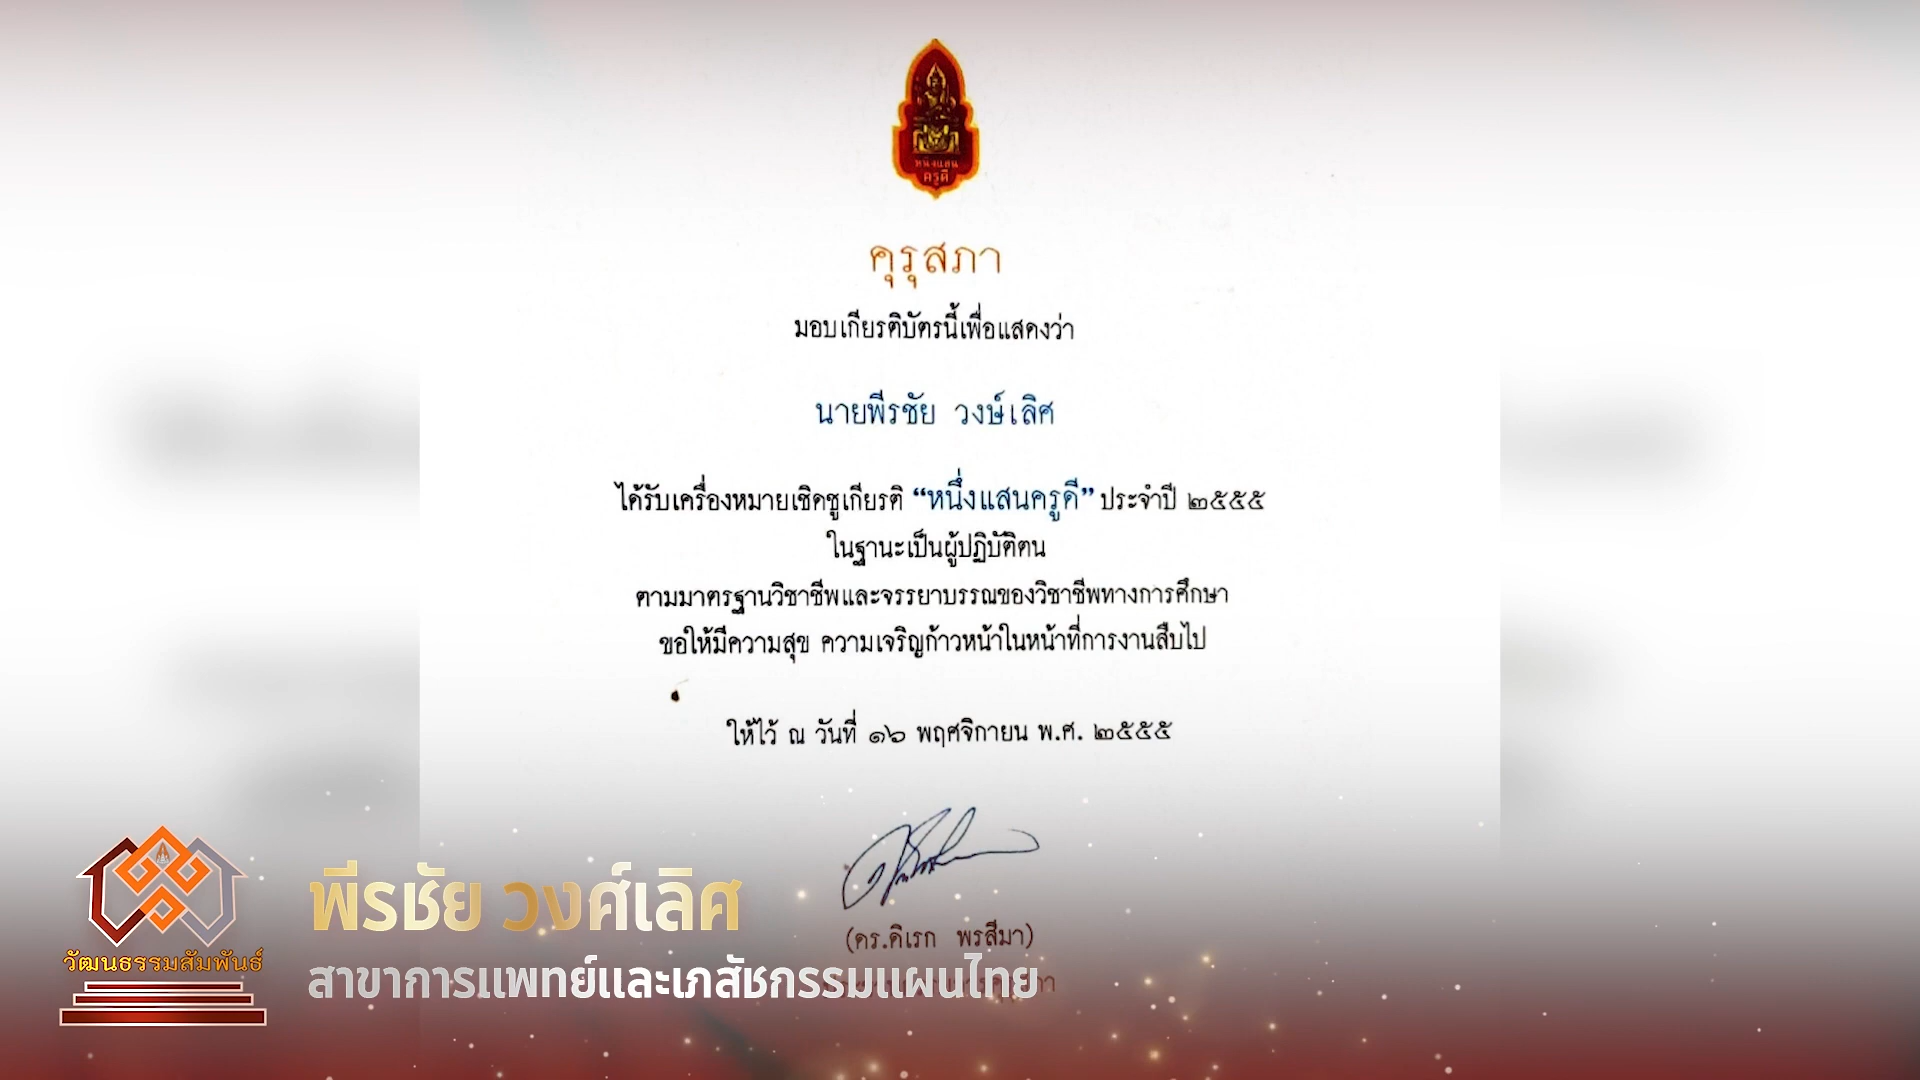 หนึ่งแสน
ครูดี
คุรุสภา
มอบเกียรติบัตรนี้เพื่อแสดงว่า
นายพีรชัย วงษ์เลิศ
ได้รับเครื่องหมายเชิดชูเกียรติ “หนึ่งแสนครูดี” ประจำปี ๒๕๕๕
ในฐานะเป็นผู้ปฏิบัติตน
ตามมาตรฐานวิชาชีพและจรรยาบรรณของวิชาชีพทางการศึกษา
ขอให้มีความสุข ความเจริญก้าวหน้าในหน้าที่การงานสืบไป
ให้ไว้ ณ วันที่ ๑๖ พฤศจิกายน พ.ศ. ๒๕๕๕
(ดร.ดิเรก พรสีมา)
พีรชัย วงศ์เลิศ
สาขาการแพทย์และเภสัชกรรมแผนไทย
วัฒนธรรมสัมพันธ์